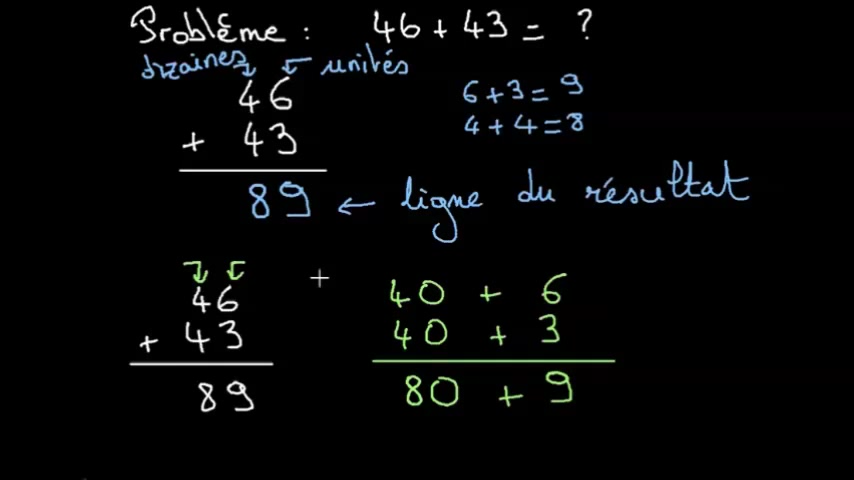 Problème : 46 + 43 = ?
dizaines unités
46
6 + 3 = 9
+ 43
4 + 4 = 8
89 ← ligne du résultat
46
40 + 6
+ 43
40 + 3
89
80 + 9